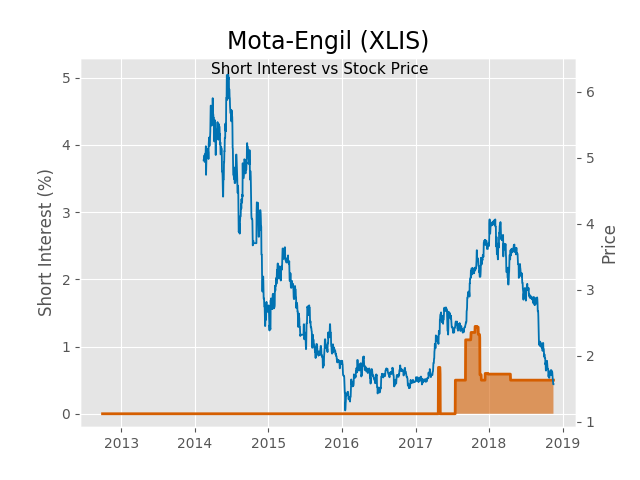 Mota-Engil (XLIS)
Short Interest vs Stock Price
Short Interest (%)
5
4
3
2
1
0
6
5
4
3
2
1
Price
2013 2014 2015 2016 2017 2018 2019